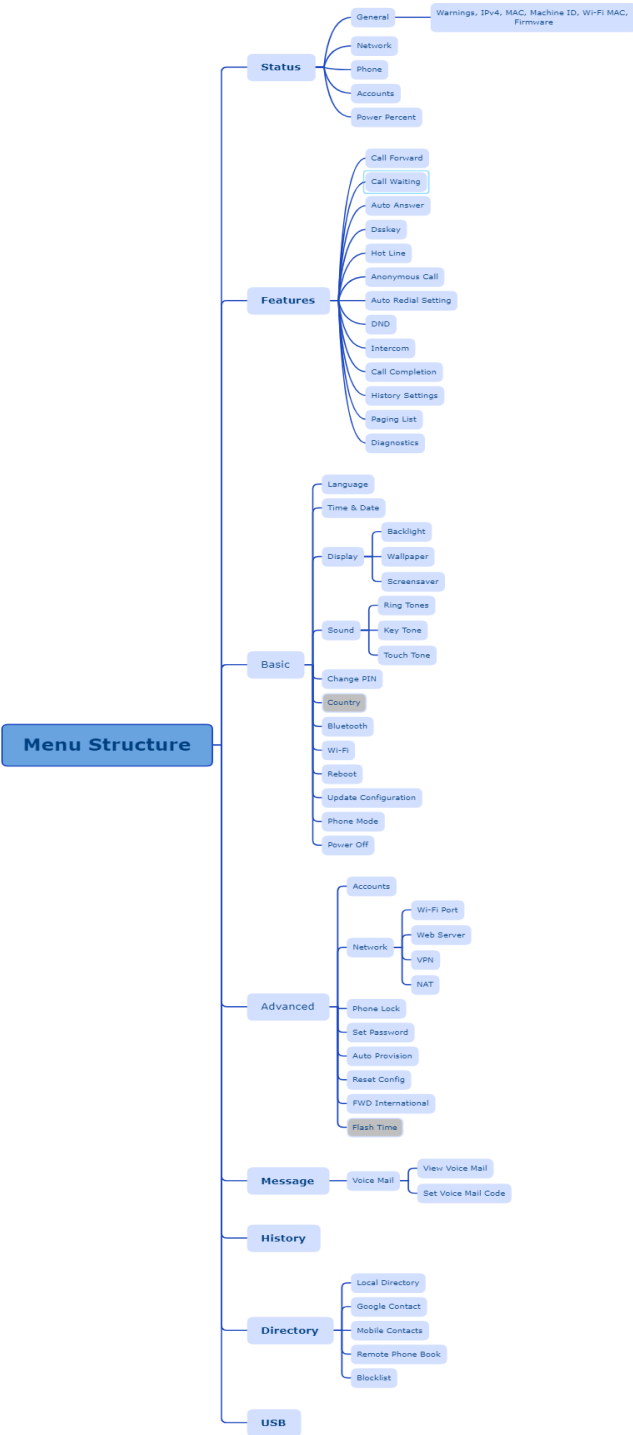 General
Warnings, IPv4, MAC, Machine ID, Wi-Fi MAC,
Firmware
Network
Status
Phone
Accounts
Power Percent
Call Forward
Call Waiting
Auto Answer
Dsskey
Hot Line
Anonymous Call
Features
Auto Redial Setting
DND
Intercom
Call Completion
History Settings
Paging List
Diagnostics
Language
Time & Date
Backlight
Display
Wallpaper
Screensaver
Ring Tones
Sound
Key Tone
Touch Tone
Basic
Change PIN
Country
Bluetooth
Menu Structure
Wi-Fi
Reboot
Update Configuration
Phone Mode
Power Off
Accounts
Wi-Fi Port
Web Server
Network
VPN
NAT
Advanced
Phone Lock
Set Password
Auto Provision
Reset Config
FWD International
Flash Time
View Voice Mail
Message
Voice Mail
Set Voice Mail Code
History
Local Directory
Google Contact
Directory
Mobile Contacts
Remote Phone Book
Blocklist
USB